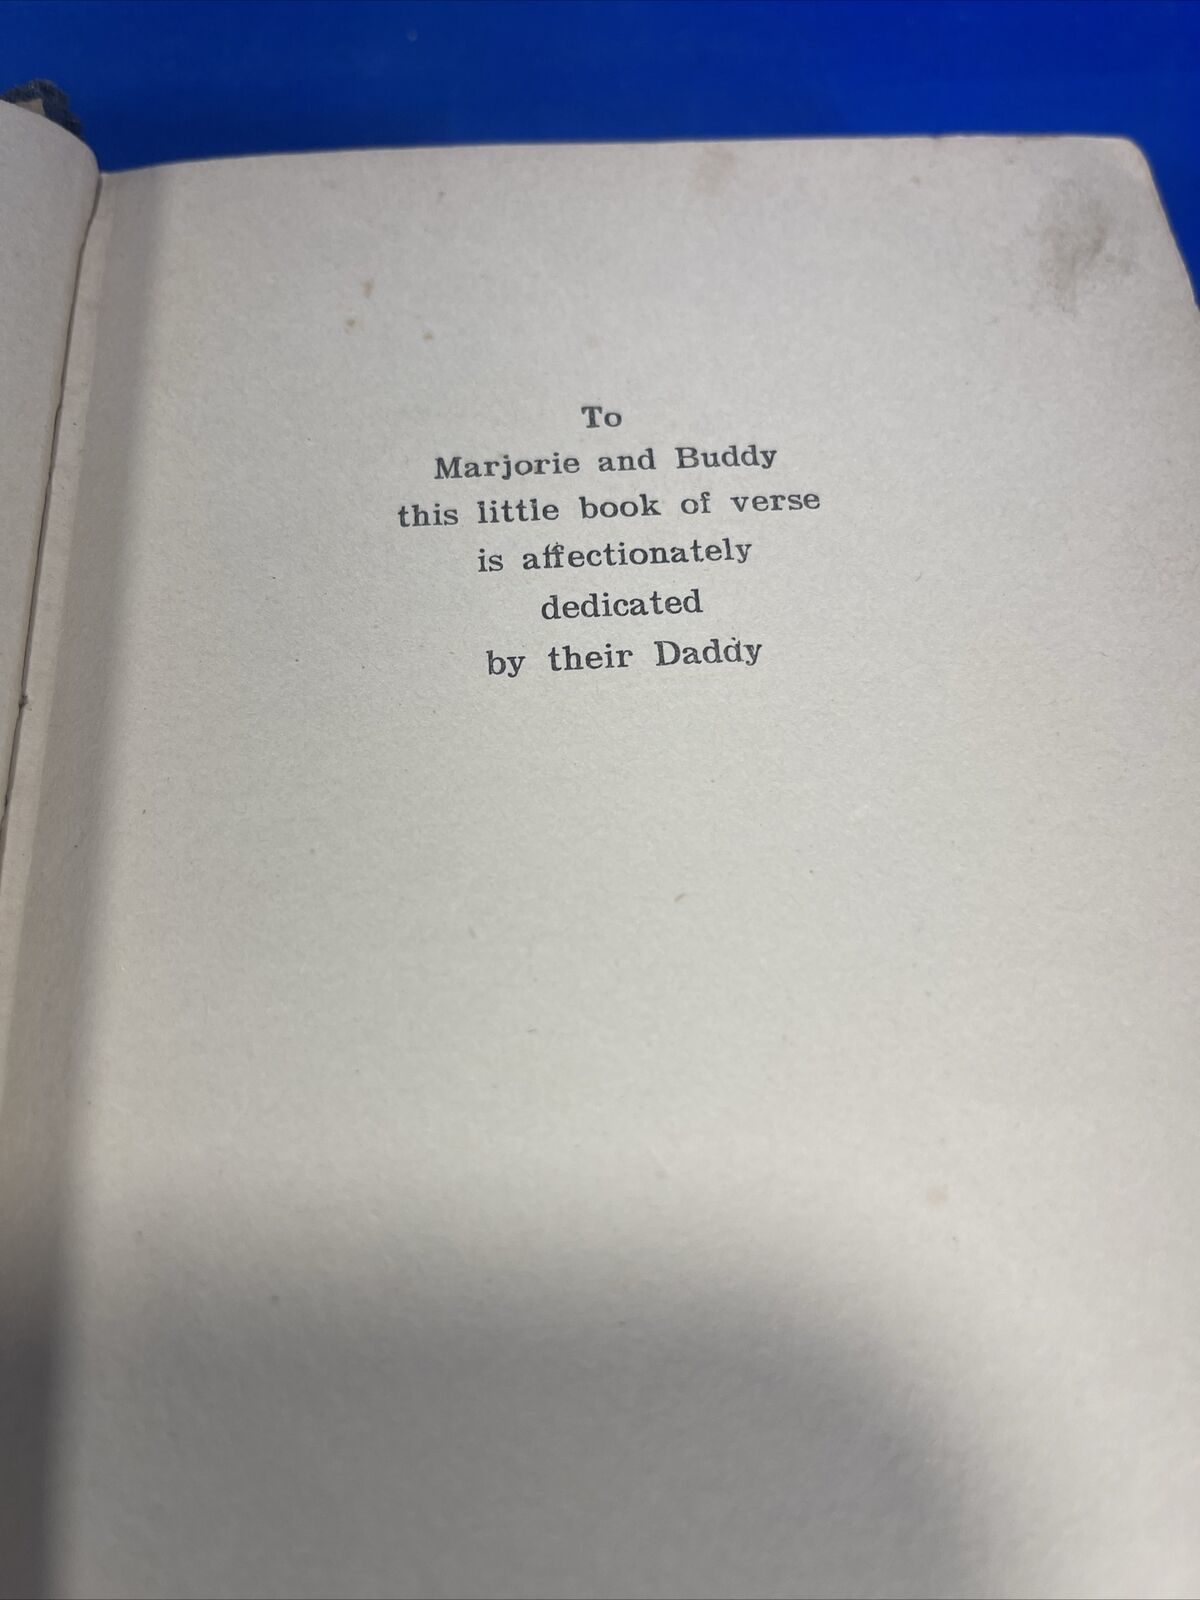 To
Marjorie and Buddy
this little book of verse
is affectionately
dedicated
by their Daddy